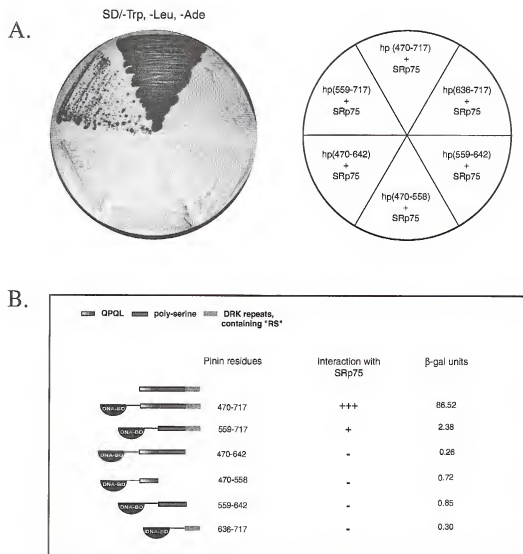 A.
SD/-Trp, -Leu, -Ade
hp (470-717)
+
SRp75
hp(559-717)
+
SRp75
hp(636-717)
+
SRp75
hp(470-642)
+
SRp75
hp(559-642)
+
SRp75
hp(470-558)
+
SRp75
B.
QPQL poly-serine DRK repeats, containing "RS"
Pinin residues Interaction with SRp75 β-gal units
DNA-BD 470-717 +++ 86.52
DNA-BD 559-717 + 2.38
DNA-BD 470-642 - 0.26
DNA-BD 470-558 - 0.72
DNA-BD 559-642 - 0.85
DNA-BD 636-717 - 0.30